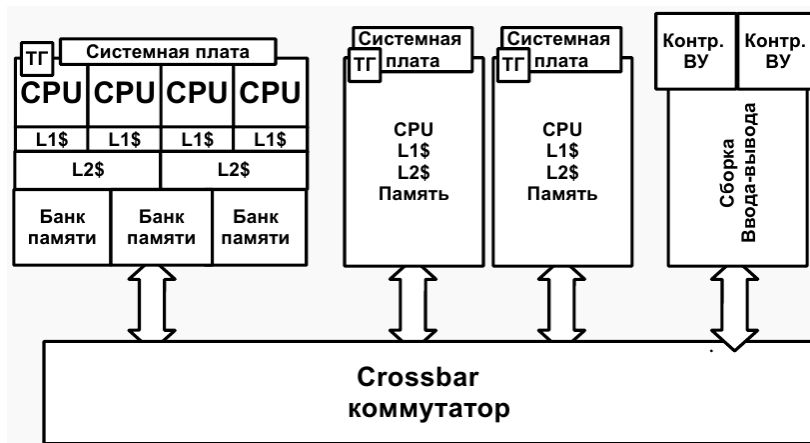 ТГ
Системная плата
CPU CPU CPU CPU
L1$ L1$ L1$ L1$
L2$ L2$
Банк
памяти
Банк
памяти
Банк
памяти
Системная
плата
ТГ
CPU
L1$
L2$
Память
Системная
плата
ТГ
CPU
L1$
L2$
Память
Контр.
ВУ
Контр.
ВУ
Сборка
Ввода-вывода
Crossbar
коммутатор